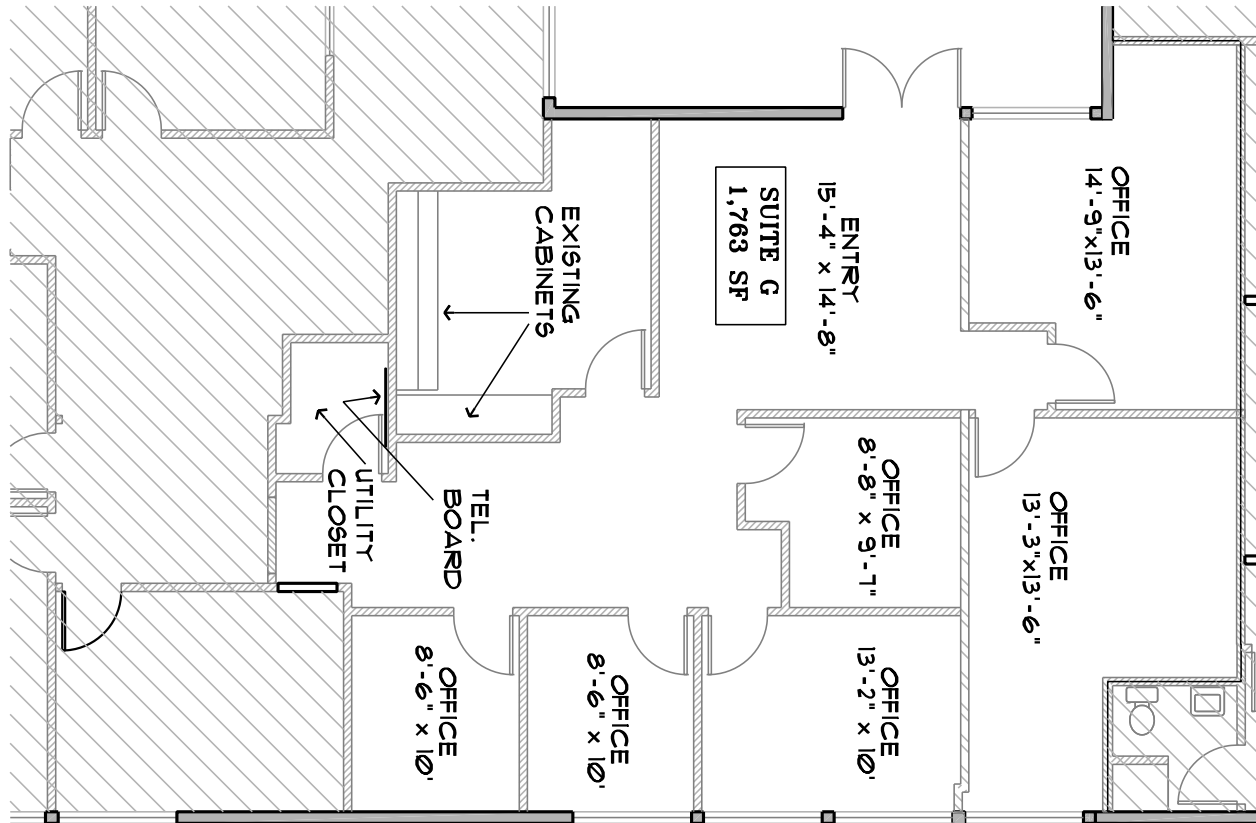 OFFICE
14'-9"x13'-6"
ENTRY
15'-4" x 14'-8"
SUITE G
1,763 SF
EXISTING
CABINETS
OFFICE
13'-3"x13'-6"
OFFICE
8'-8" x 9'-7"
TEL.
BOARD
UTILITY
CLOSET
OFFICE
13'-2" x 10'
OFFICE
8'-6" x 10'
OFFICE
8'-6" x 10'